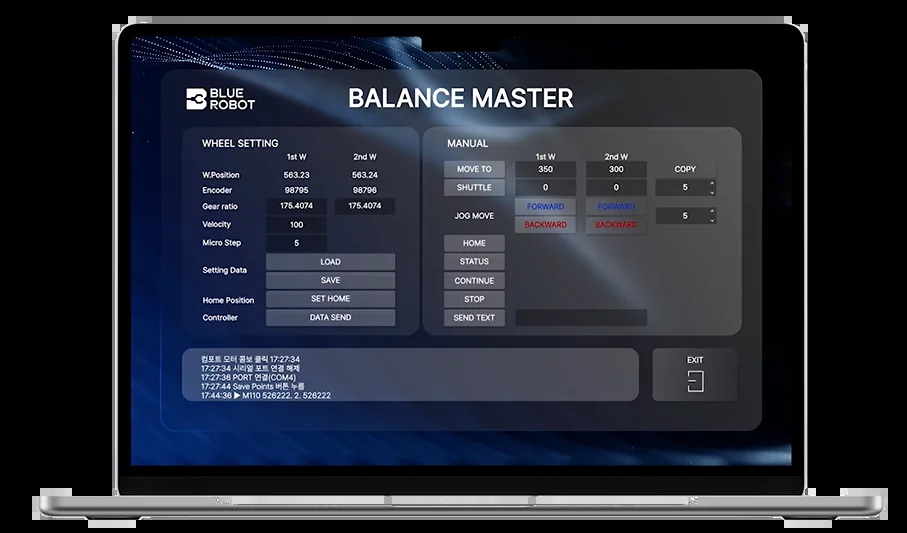 BLUE
ROBOT
BALANCE MASTER
WHEEL SETTING
1st W 2nd W
W.Position 563.23 563.24
Encoder 98795 98796
Gear ratio 175.4074 175.4074
Velocity 100
Micro Step 5
Setting Data LOAD
SAVE
Home Position SET HOME
Controller DATA SEND
MANUAL
1st W 2nd W
MOVE TO 350 300 COPY
SHUTTLE 0 0 5
JOG MOVE FORWARD FORWARD 5
BACKWARD BACKWARD
HOME
STATUS
CONTINUE
STOP
SEND TEXT
컴포트 모터 콤보 클릭 17:27:34
17:27:34 시리얼 포트 연결 해제
17:27:36 PORT 연결(COM4)
17:27:44 Save Points 버튼 누름
17:44:36 ▶ M110 526222. 2. 526222
EXIT